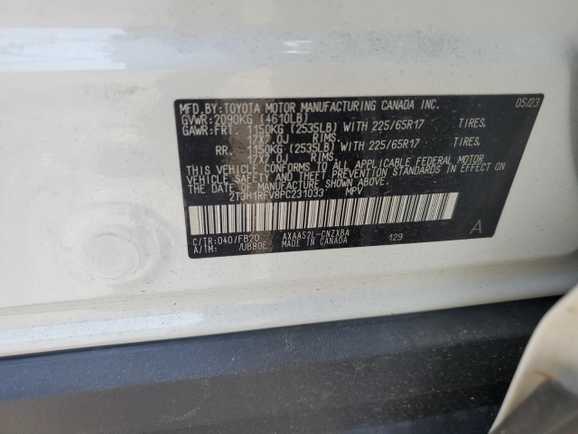 MFD.BY:TOYOTA MOTOR MANUFACTURING CANADA INC. 05/23
GVWR:2090KG (4610LB)
GAWR:FRT. 1150KG (2535LB) WITH 225/65R17 TIRES,
17X7.0J RIMS,
RR. 1150KG (2535LB) WITH 225/65R17 TIRES,
17X7.0J RIMS.
THIS VEHICLE CONFORMS TO ALL APPLICABLE FEDERAL MOTOR
VEHICLE SAFETY STANDARDS IN EFFECT ON THE DATE OF
MANUFACTURE SHOWN ABOVE.
2T3H1RFV8PC231033 MPV
C/TR:040/FB20 AXAA52L-CNZXBA 129 A
A/TM: /UB80E MADE IN CANADA